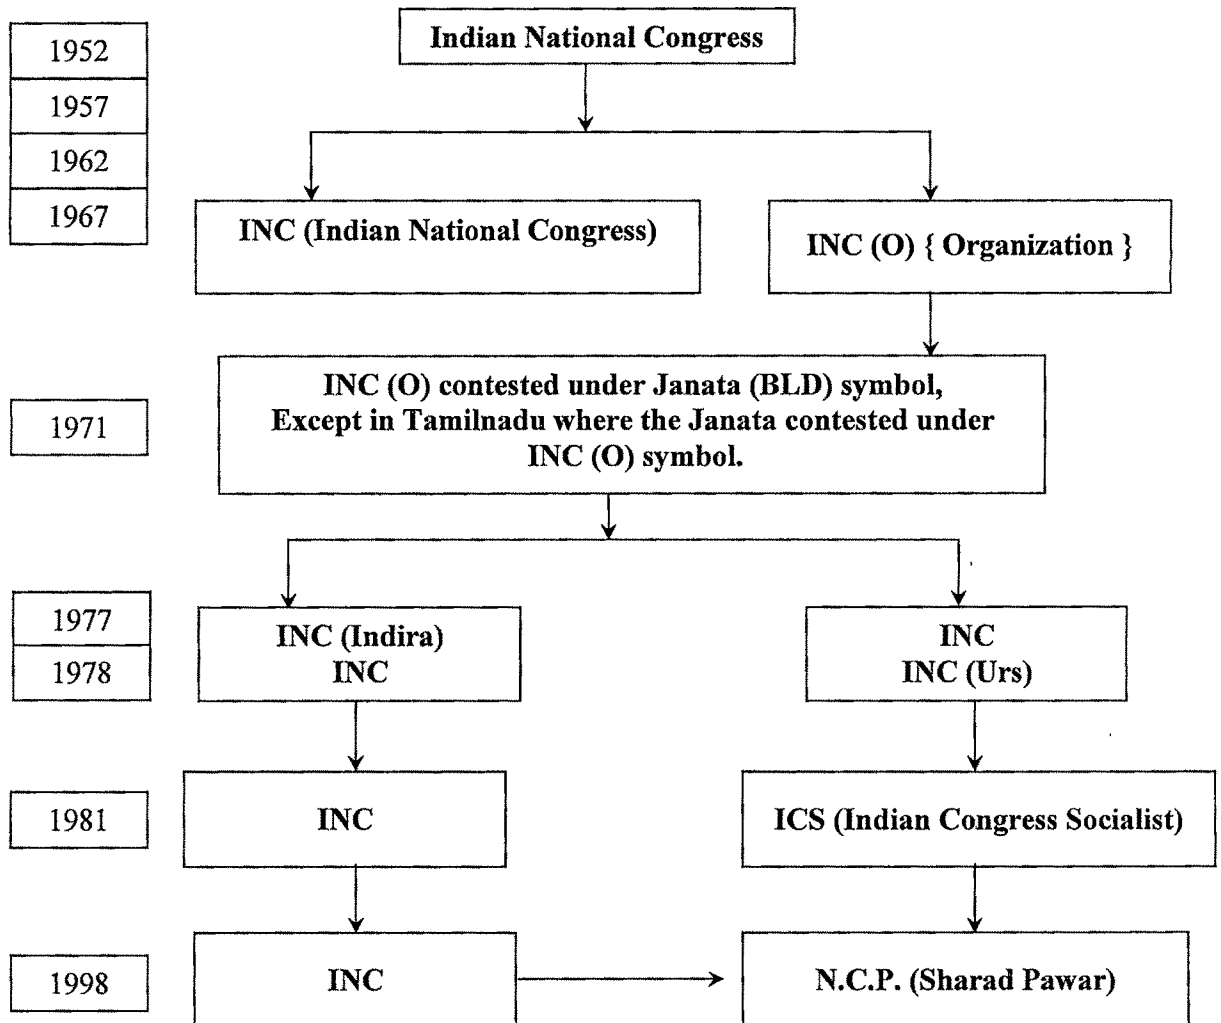 1952
Indian National Congress
1957
1962
1967
INC (Indian National Congress)
INC (O) { Organization }
1971
INC (O) contested under Janata (BLD) symbol,
Except in Tamilnadu where the Janata contested under
INC (O) symbol.
1977
1978
INC (Indira)
INC
INC
INC (Urs)
1981
INC
ICS (Indian Congress Socialist)
1998
INC
N.C.P. (Sharad Pawar)